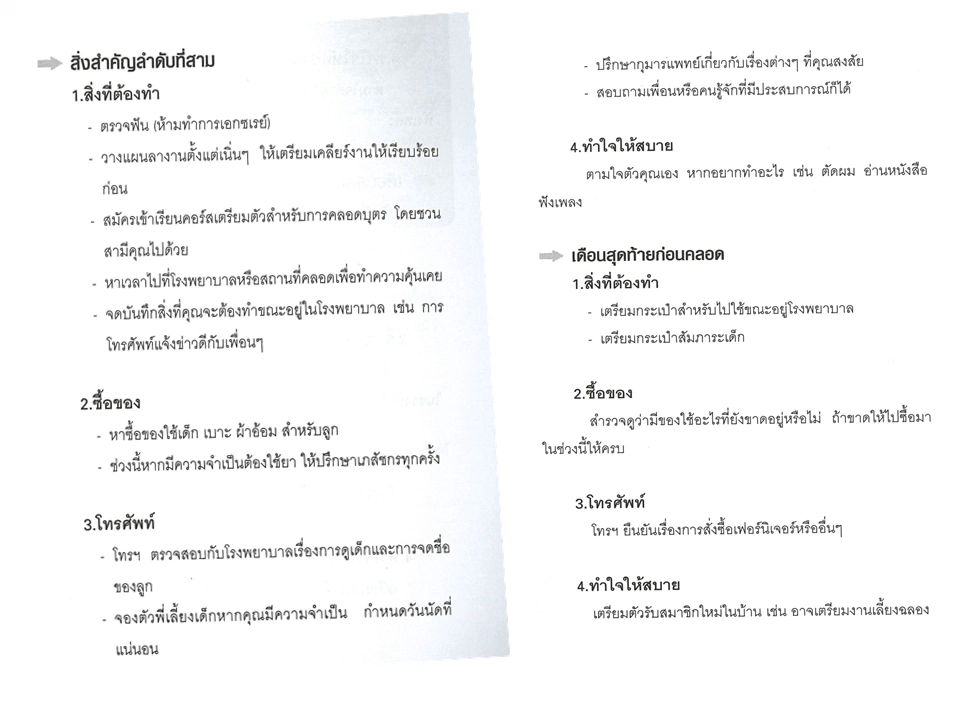 สิ่งสำคัญลำดับที่สาม
1.สิ่งที่ต้องทำ
- ตรวจฟัน (ห้ามทำการเอกซเรย์)
- วางแผนลางานตั้งแต่เนิ่นๆ ให้เตรียมเคลียร์งานให้เรียบร้อย
ก่อน
- สมัครเข้าเรียนคอร์สเตรียมตัวสำหรับการคลอดบุตร โดยชวน
สามีคุณไปด้วย
- หาเวลาไปที่โรงพยาบาลหรือสถานที่คลอดเพื่อทำความคุ้นเคย
- จดบันทึกสิ่งที่คุณจะต้องทำขณะอยู่ในโรงพยาบาล เช่น การ
โทรศัพท์แจ้งข่าวดีกับเพื่อนๆ
2.ซื้อของ
- หาซื้อของใช้เด็ก เบาะ ผ้าอ้อม สำหรับลูก
- ช่วงนี้หากมีความจำเป็นต้องใช้ยา ให้ปรึกษาเภสัชกรทุกครั้ง
3.โทรศัพท์
- โทรฯ ตรวจสอบกับโรงพยาบาลเรื่องการดูเด็กและการจดชื่อ
ของลูก
- จองตัวพี่เลี้ยงเด็กหากคุณมีความจำเป็น กำหนดวันนัดที่
แน่นอน
- ปรึกษากุมารแพทย์เกี่ยวกับเรื่องต่างๆ ที่คุณสงสัย
- สอบถามเพื่อนหรือคนรู้จักที่มีประสบการณ์ก็ได้
4.ทำใจให้สบาย
ตามใจตัวคุณเอง หากอยากทำอะไร เช่น ตัดผม อ่านหนังสือ
ฟังเพลง
เดือนสุดท้ายก่อนคลอด
1.สิ่งที่ต้องทำ
- เตรียมกระเป๋าสำหรับไปใช้ขณะอยู่โรงพยาบาล
- เตรียมกระเป๋าสัมภาระเด็ก
2.ซื้อของ
สำรวจดูว่ามีของใช้อะไรที่ยังขาดอยู่หรือไม่ ถ้าขาดให้ไปซื้อมา
ในช่วงนี้ให้ครบ
3.โทรศัพท์
โทรฯ ยืนยันเรื่องการสั่งซื้อเฟอร์นิเจอร์หรืออื่นๆ
4.ทำใจให้สบาย
เตรียมตัวรับสมาชิกใหม่ในบ้าน เช่น อาจเตรียมงานเลี้ยงฉลอง